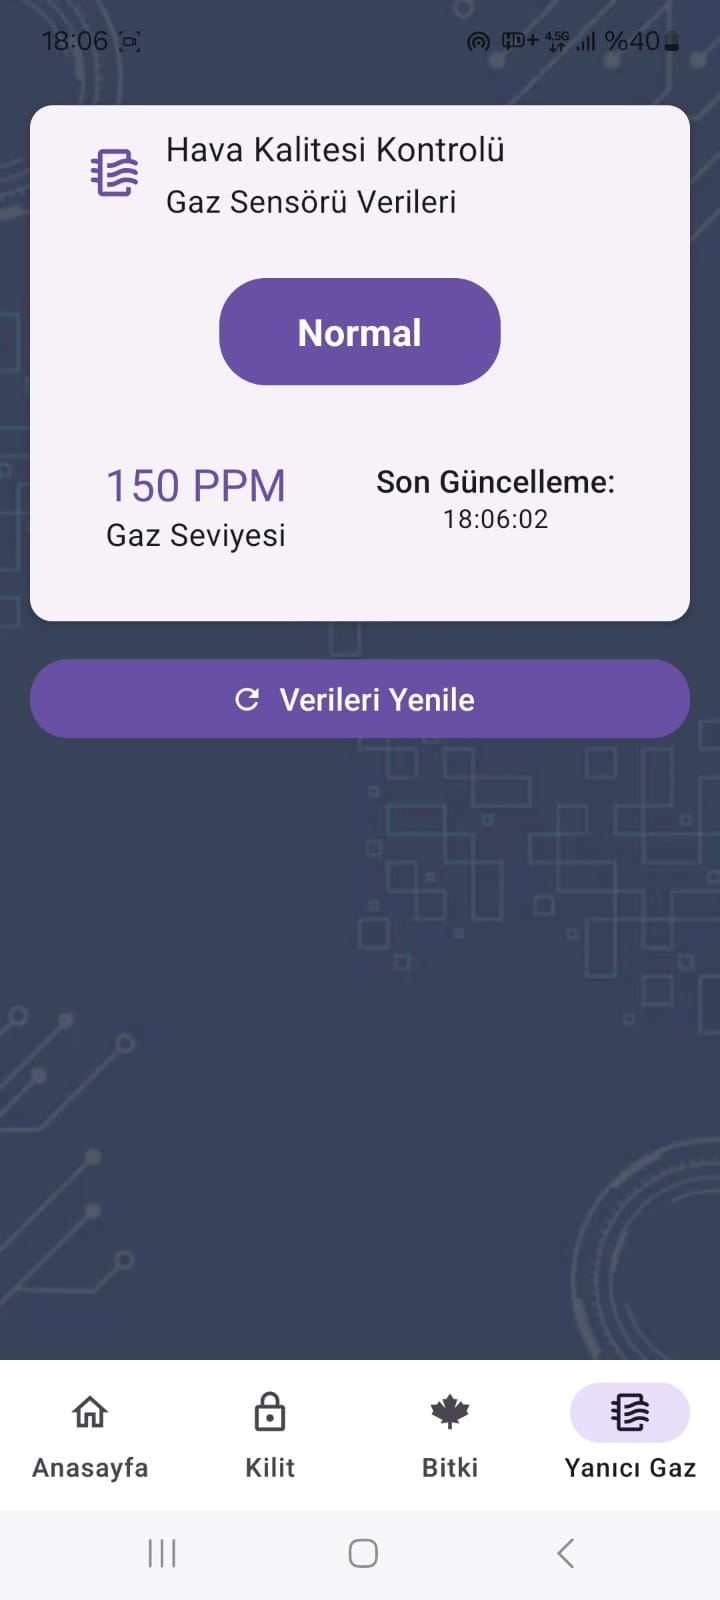 18:06
HD+ 4.5G %40
Hava Kalitesi Kontrolü
Gaz Sensörü Verileri
Normal
150 PPM
Gaz Seviyesi
Son Güncelleme:
18:06:02
Verileri Yenile
Anasayfa
Kilit
Bitki
Yanıcı Gaz